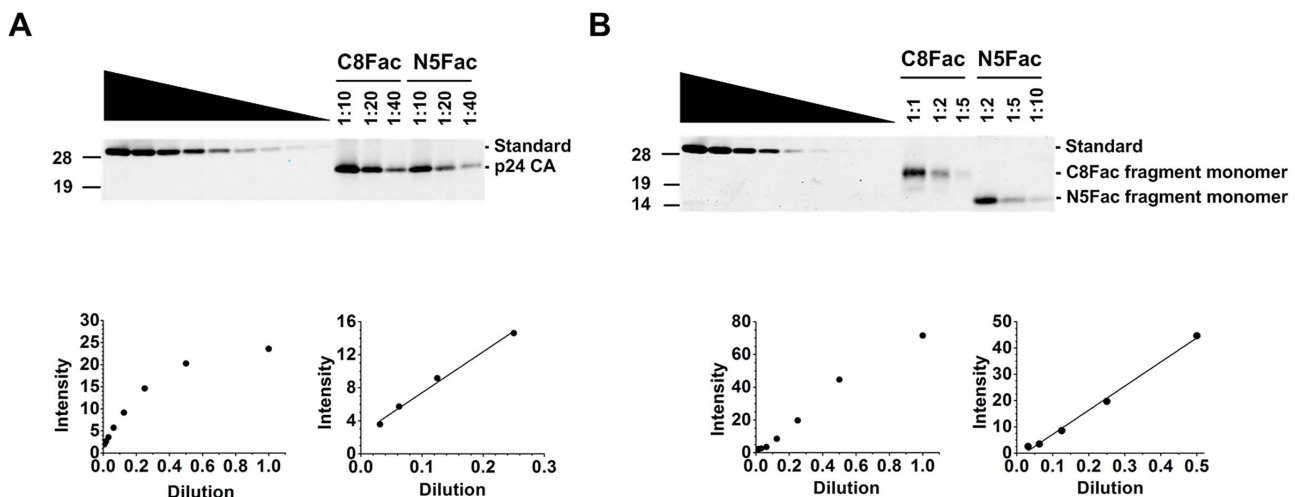 A
C8Fac N5Fac
1:10 1:20 1:40 1:10 1:20 1:40
28
19
- Standard
- p24 CA
30
25
20
15
10
5
0
Intensity
0.0 0.2 0.4 0.6 0.8 1.0
Dilution
16
12
8
4
0
Intensity
0.0 0.1 0.2 0.3
Dilution
B
C8Fac N5Fac
1:1 1:2 1:5 1:2 1:5 1:10
28
19
14
- Standard
- C8Fac fragment monomer
- N5Fac fragment monomer
80
60
40
20
0
Intensity
0.0 0.2 0.4 0.6 0.8 1.0
Dilution
50
40
30
20
10
0
Intensity
0.0 0.1 0.2 0.3 0.4 0.5
Dilution